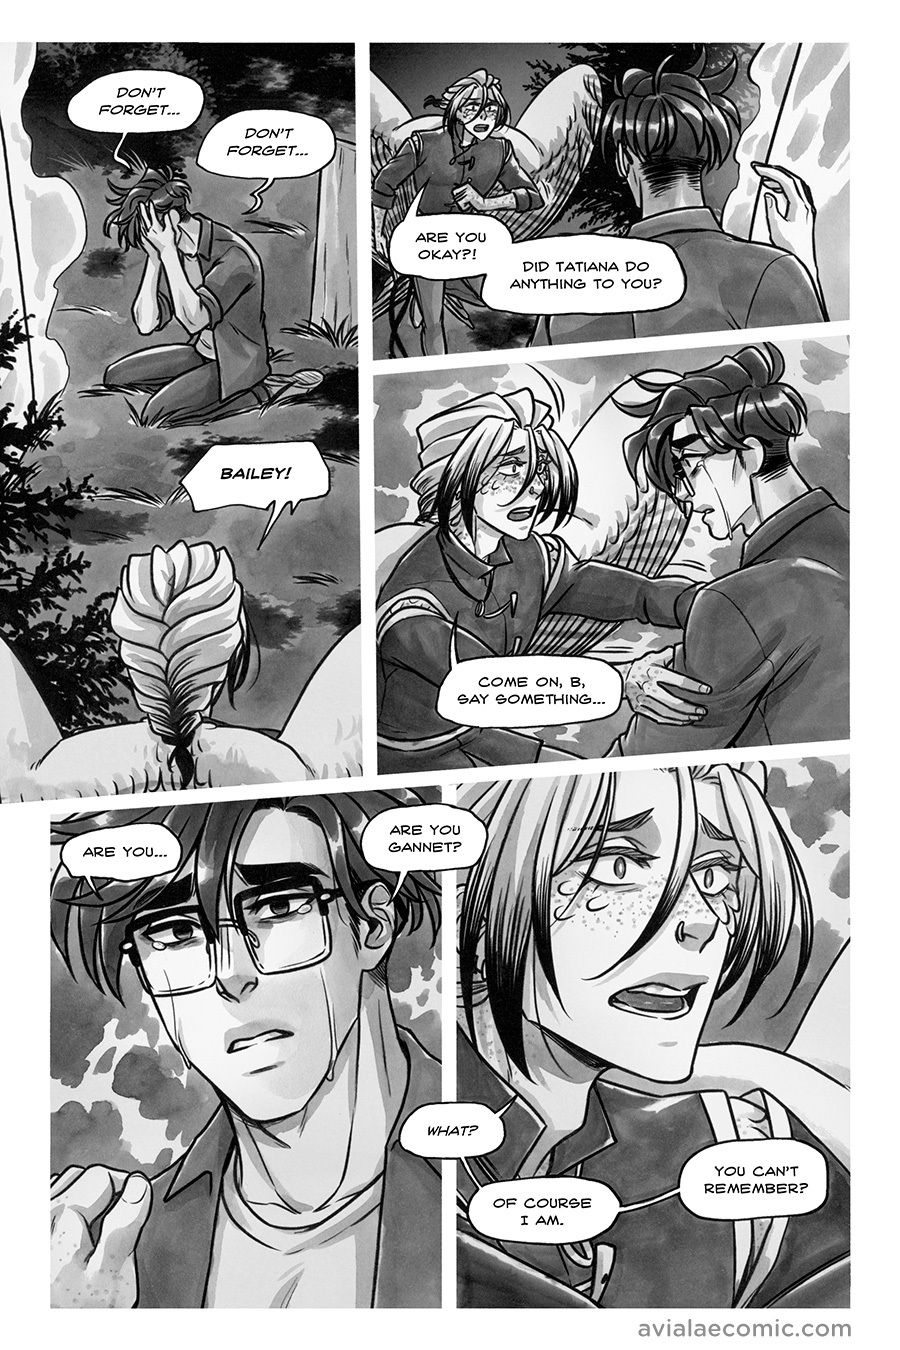 DON'T
FORGET...
DON'T
FORGET...
BAILEY!
ARE YOU
OKAY?!
DID TATIANA DO
ANYTHING TO YOU?
COME ON, B,
SAY SOMETHING...
ARE YOU...
ARE YOU
GANNET?
WHAT?
OF COURSE
I AM.
YOU CAN'T
REMEMBER?
avialaecomic.com